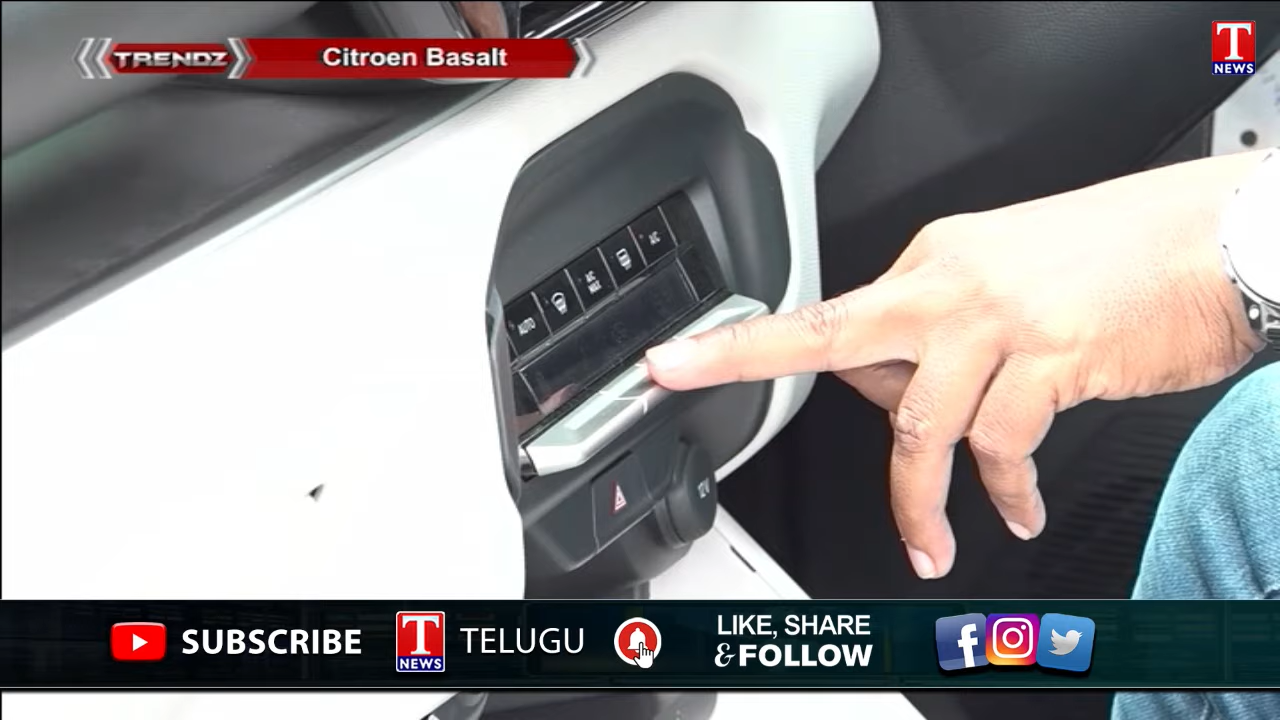 TRENDZ
Citroen Basalt
T
NEWS
AUTO
A/C
MAX
A/C
12V
SUBSCRIBE
T
NEWS
TELUGU
LIKE, SHARE
& FOLLOW